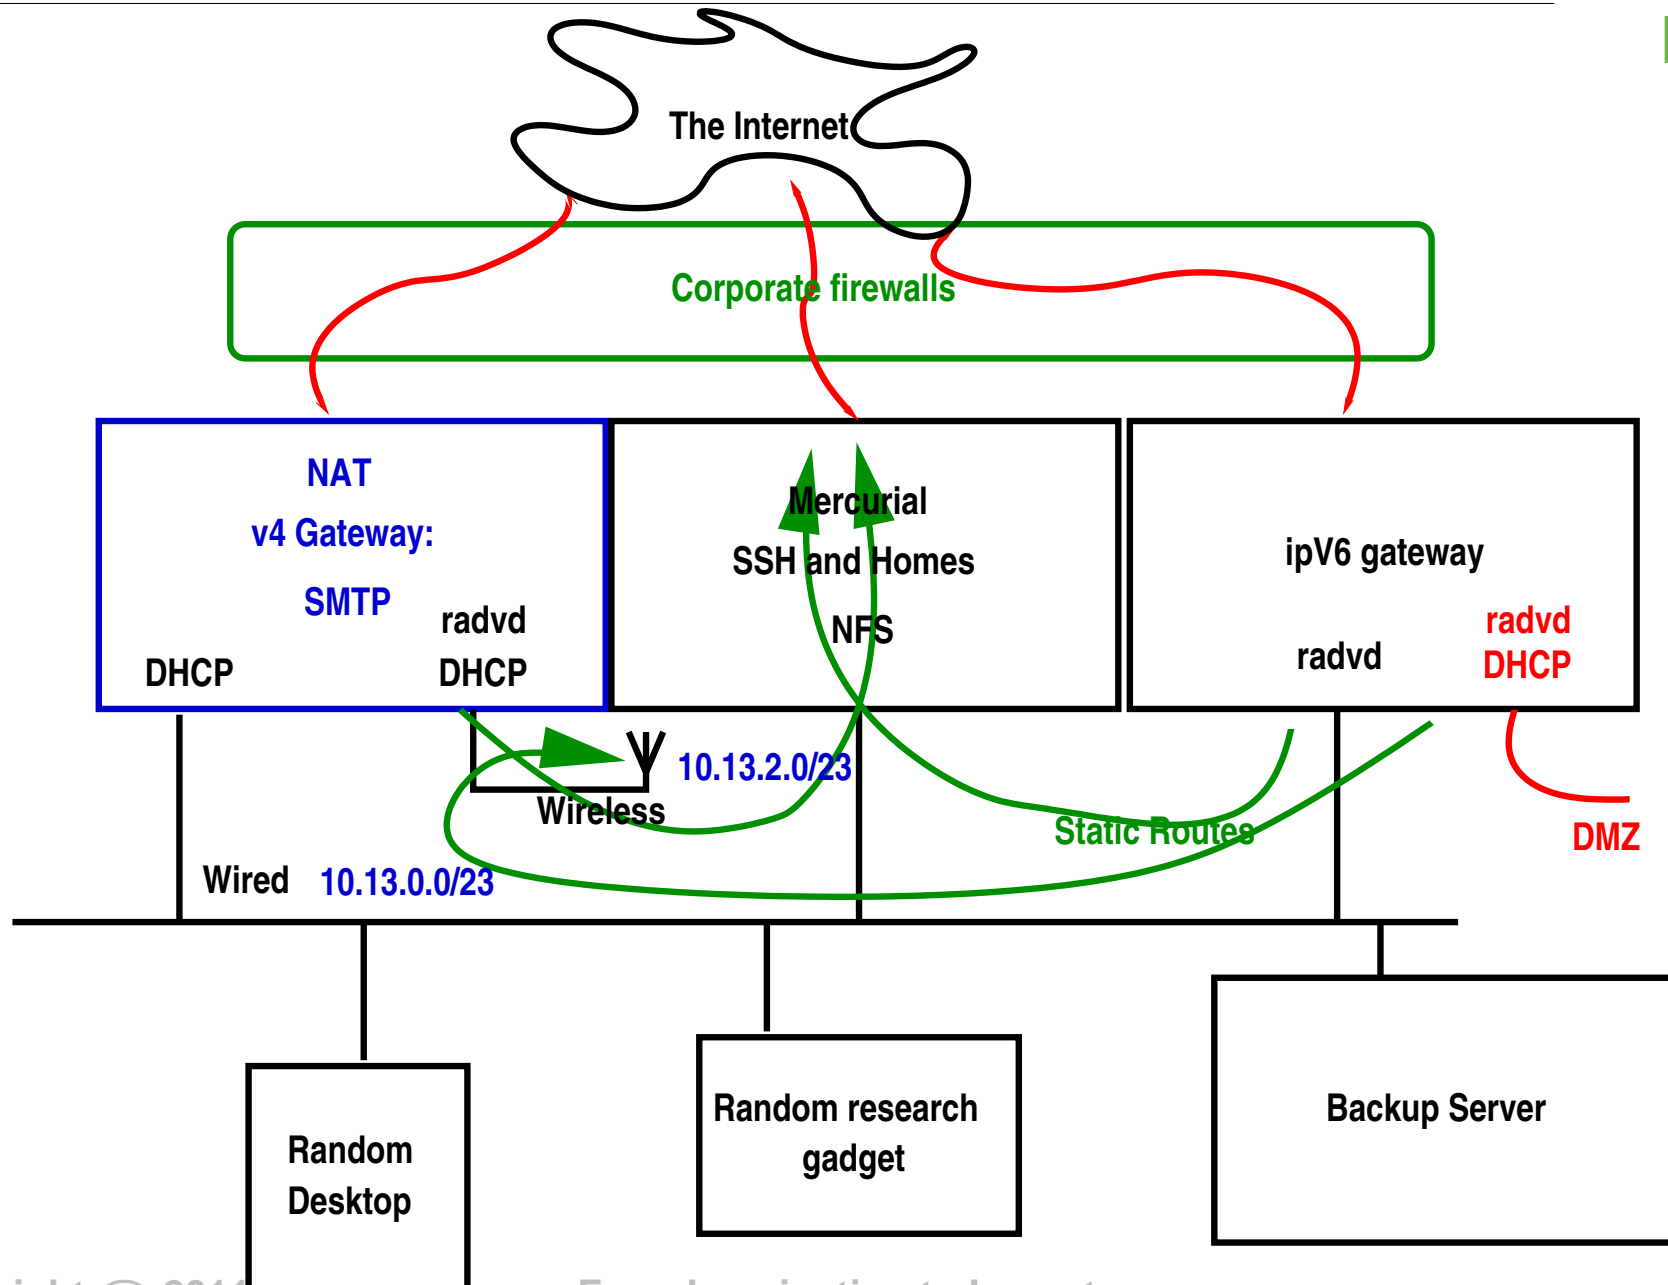 The Internet
Corporate firewalls
NAT
v4 Gateway:
SMTP
radvd
DHCP
DHCP
Mercurial
SSH and Homes
NFS
ipV6 gateway
radvd
radvd
DHCP
10.13.2.0/23
Wireless
Static Routes
DMZ
Wired
10.13.0.0/23
Random
Desktop
Random research
gadget
Backup Server